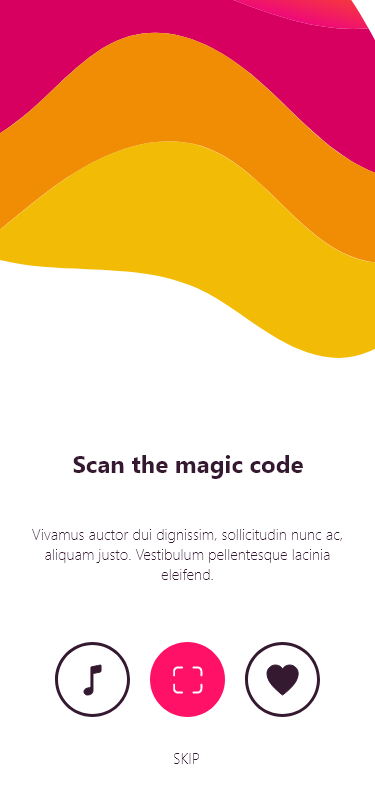 Scan the magic code
Vivamus auctor dui dignissim, sollicitudin nunc ac,
aliquam justo. Vestibulum pellentesque lacinia
eleifend.
SKIP